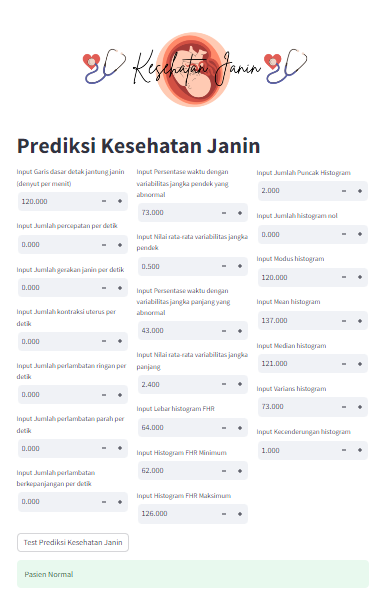 Kesehatan Janin
Prediksi Kesehatan Janin
Input Garis dasar detak jantung janin
(denyut per menit)
120.000
Input Jumlah percepatan per detik
0.000
Input Jumlah gerakan janin per detik
0.000
Input Jumlah kontraksi uterus per
detik
0.000
Input Jumlah perlambatan ringan per
detik
0.000
Input Jumlah perlambatan parah per
detik
0.000
Input Jumlah perlambatan
berkepanjangan per detik
0.000
Input Persentase waktu dengan
variabilitas jangka pendek yang
abnormal
73.000
Input Nilai rata-rata variabilitas jangka
pendek
0.500
Input Persentase waktu dengan
variabilitas jangka panjang yang
abnormal
43.000
Input Nilai rata-rata variabilitas jangka
panjang
2.400
Input Lebar histogram FHR
64.000
Input Histogram FHR Minimum
62.000
Input Histogram FHR Maksimum
126.000
Input Jumlah Puncak Histogram
2.000
Input Jumlah histogram nol
0.000
Input Modus histogram
120.000
Input Mean histogram
137.000
Input Median histogram
121.000
Input Varians histogram
73.000
Input Kecenderungan histogram
1.000
Test Prediksi Kesehatan Janin
Pasien Normal